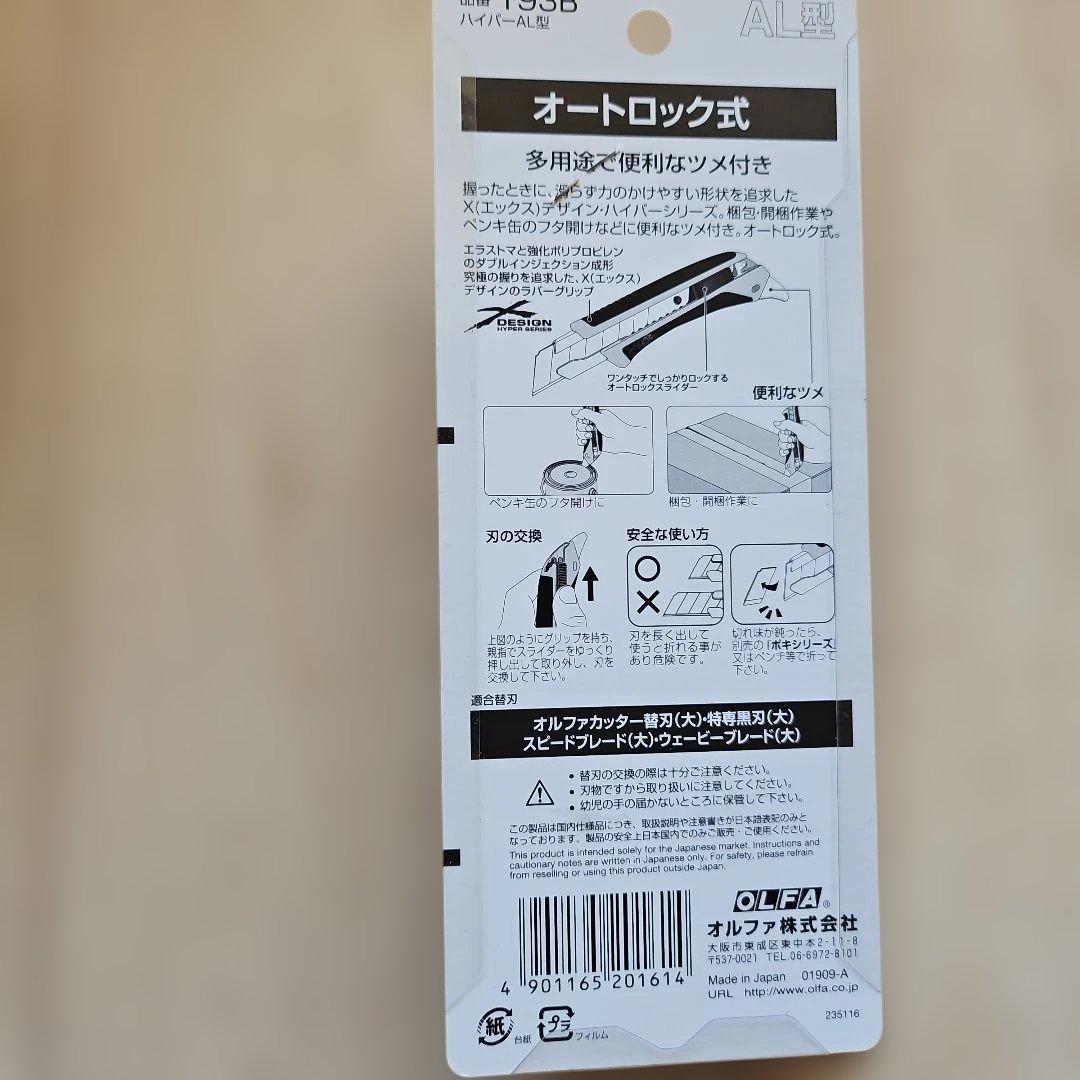 品番 193B
ハイパーAL型
AL型
オートロック式
多用途で便利なツメ付き
握ったときに、滑らず力のかけやすい形状を追求した
X(エックス)デザイン・ハイパーシリーズ。梱包・開梱作業や
ペンキ缶のフタ開けなどに便利なツメ付き。オートロック式。
エラストマと強化ポリプロピレン
のダブルインジェクション成形
究極の握りを追求した、X(エックス)
デザインのラバーグリップ
X DESIGN
HYPER SERIES
ワンタッチでしっかりロックする
オートロックスライダー
便利なツメ
ペンキ缶のフタ開けに
梱包・開梱作業に
刃の交換
上図のようにグリップを持ち、
親指でスライダーをゆっくり
押し出して取り外し、刃を
交換して下さい。
安全な使い方
刃を長く出して
使うと折れる事が
あり危険です。
切れ味が鈍ったら、
別売の「ポキシリーズ」
又はペンチ等で折って
下さい。
適合替刃
オルファカッター替刃(大)・特専黒刃(大)
スピードブレード(大)・ウェービーブレード(大)
• 替刃の交換の際は十分ご注意ください。
• 刃物ですから取り扱いに注意してください。
• 幼児の手の届かないところに保管して下さい。
この製品は国内仕様品につき、取扱説明や注意書きが日本語表記のみと
なっております。製品の安全上日本国内でのみご販売・ご使用ください。
This product is intended solely for the Japanese market. Instructions and
cautionary notes are written in Japanese only. For safety, please refrain
from reselling or using this product outside Japan.
OLFA®
オルファ株式会社
大阪市東成区東中本2-11-8
〒537-0021 TEL.06-6972-8101
Made in Japan 01909-A
URL http://www.olfa.co.jp
4 901165 201614
紙 台紙
プラ フィルム
235116